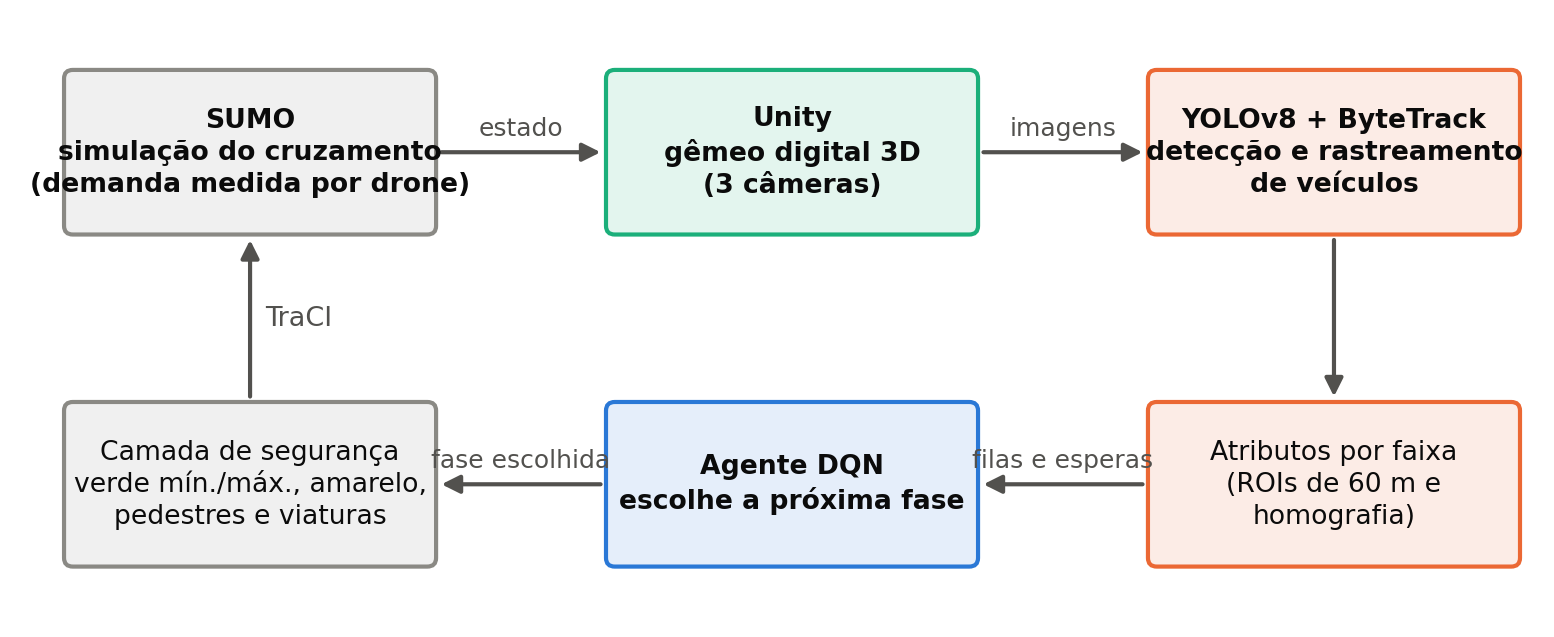 SUMO
simulação do cruzamento
(demanda medida por drone)
estado
Unity
gêmeo digital 3D
(3 câmeras)
imagens
YOLOv8 + ByteTrack
detecção e rastreamento
de veículos
TraCI
Camada de segurança
verde mín./máx., amarelo,
pedestres e viaturas
fase escolhida
Agente DQN
escolhe a próxima fase
filas e esperas
Atributos por faixa
(ROIs de 60 m e
homografia)